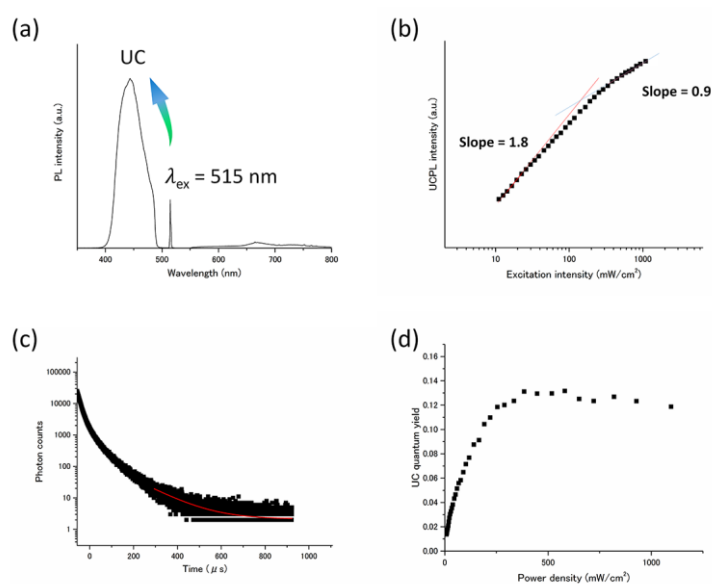 (a)
UC
λex = 515 nm
PL intensity (a.u.)
400 500 600 700 800
Wavelength (nm)
(b)
Slope = 0.9
Slope = 1.8
UCPL intensity (a.u.)
10 100 1000
Excitation intensity (mW/cm²)
(c)
100000
10000
1000
100
10
1
Photon counts
0 200 400 600 800 1000
Time (μs)
(d)
0.16
0.14
0.12
0.10
0.08
0.06
0.04
0.02
0.00
UC quantum yield
0 250 500 750 1000
Power density (mW/cm²)